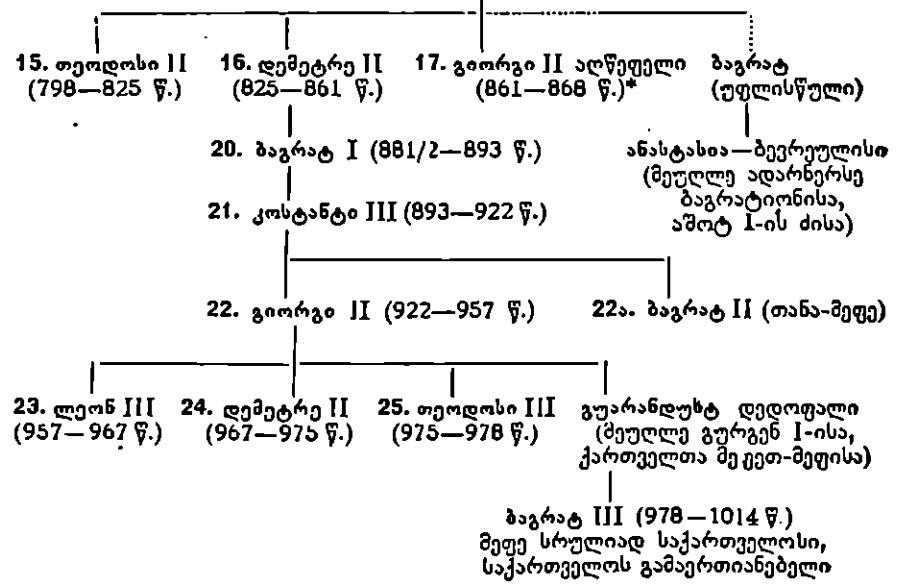 15. თეოდოსი II 16. დემეტრე II 17. გიორგი II აღწეფელი ბაგრატ
(798—825 წ.) (825—861 წ.) (861—868 წ.)* (უფლისწული)
20. ბაგრატ I (881/2—893 წ.) ანასტასია—ბევრეულისი
(მეუღლე ადარნერსე
ბაგრატიონისა,
აშოტ I-ის ძისა)
21. კოსტანტი III (893—922 წ.)
22. გიორგი II (922—957 წ.) 22ა. ბაგრატ II (თანა-მეფე)
23. ლეონ III 24. დემეტრე II 25. თეოდოსი III გუარანდუხტ დედოფალი
(957—967 წ.) (967—975 წ.) (975—978 წ.) (მეუღლე გურგენ I-ისა,
ქართველთა მეფეთ-მეფისა)
ბაგრატ III (978—1014 წ.)
მეფე სრულიად საქართველოსი,
საქართველოს გამაერთიანებელი